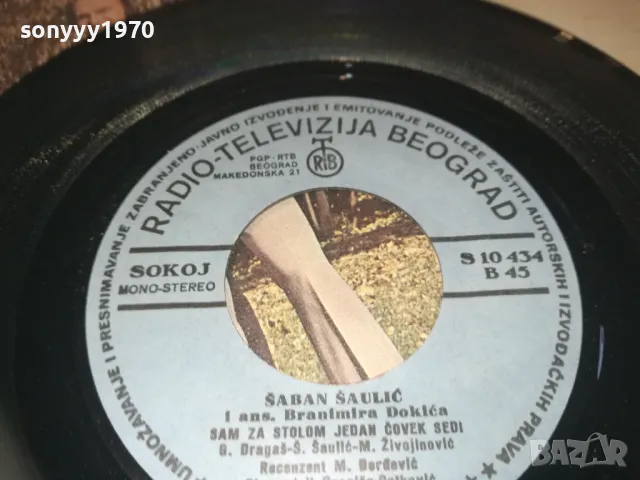 sonyyy1970
sonyyy1970
UMNOŽAVANJE I PRESNIMAVANJE ZABRANJENO·JAVNO IZVOĐENJE I EMITOVANJE PODLEŽE ZAŠTITI AUTORSKIH I IZVOĐAČKIH PRAVA
RADIO-TELEVIZIJA BEOGRAD
PGP-RTB
BEOGRAD
MAKEDONSKA 21
RTB
SOKOJ
MONO-STEREO
S 10 434
B 45
ŠABAN ŠAULIĆ
i ans. Branimira Đokića
SAM ZA STOLOM JEDAN ČOVEK SEDI
G. Dragaš-Š. Šaulić-M. Živojinović
Recenzent M. Đorđević
BAZAR